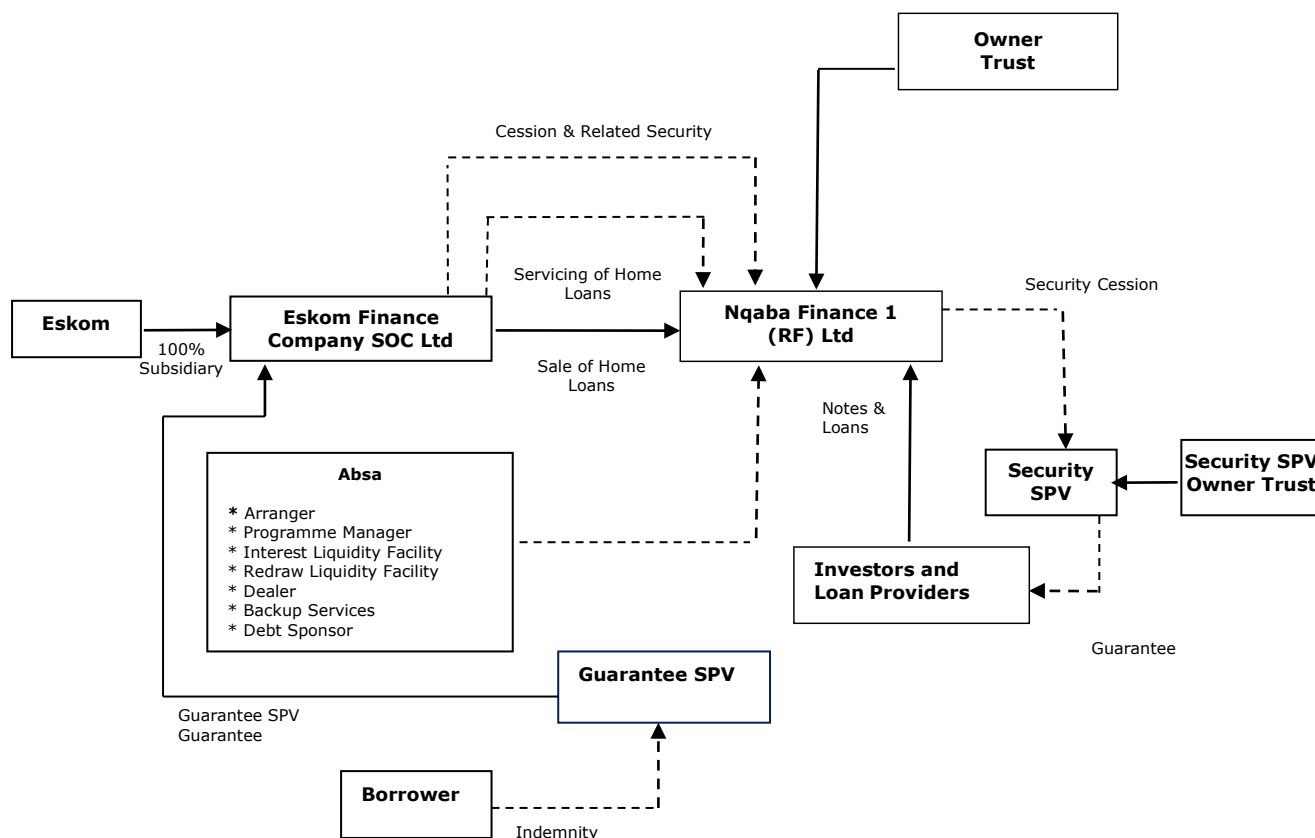 Owner
Trust
Cession & Related Security
Servicing of Home
Loans
Security Cession
Eskom
Eskom Finance
Company SOC Ltd
Nqaba Finance 1
(RF) Ltd
100%
Subsidiary
Sale of Home
Loans
Notes &
Loans
Absa
* Arranger
* Programme Manager
* Interest Liquidity Facility
* Redraw Liquidity Facility
* Dealer
* Backup Services
* Debt Sponsor
Security
SPV
Security SPV
Owner Trust
Investors and
Loan Providers
Guarantee
Guarantee SPV
Guarantee SPV
Guarantee
Borrower
Indemnity